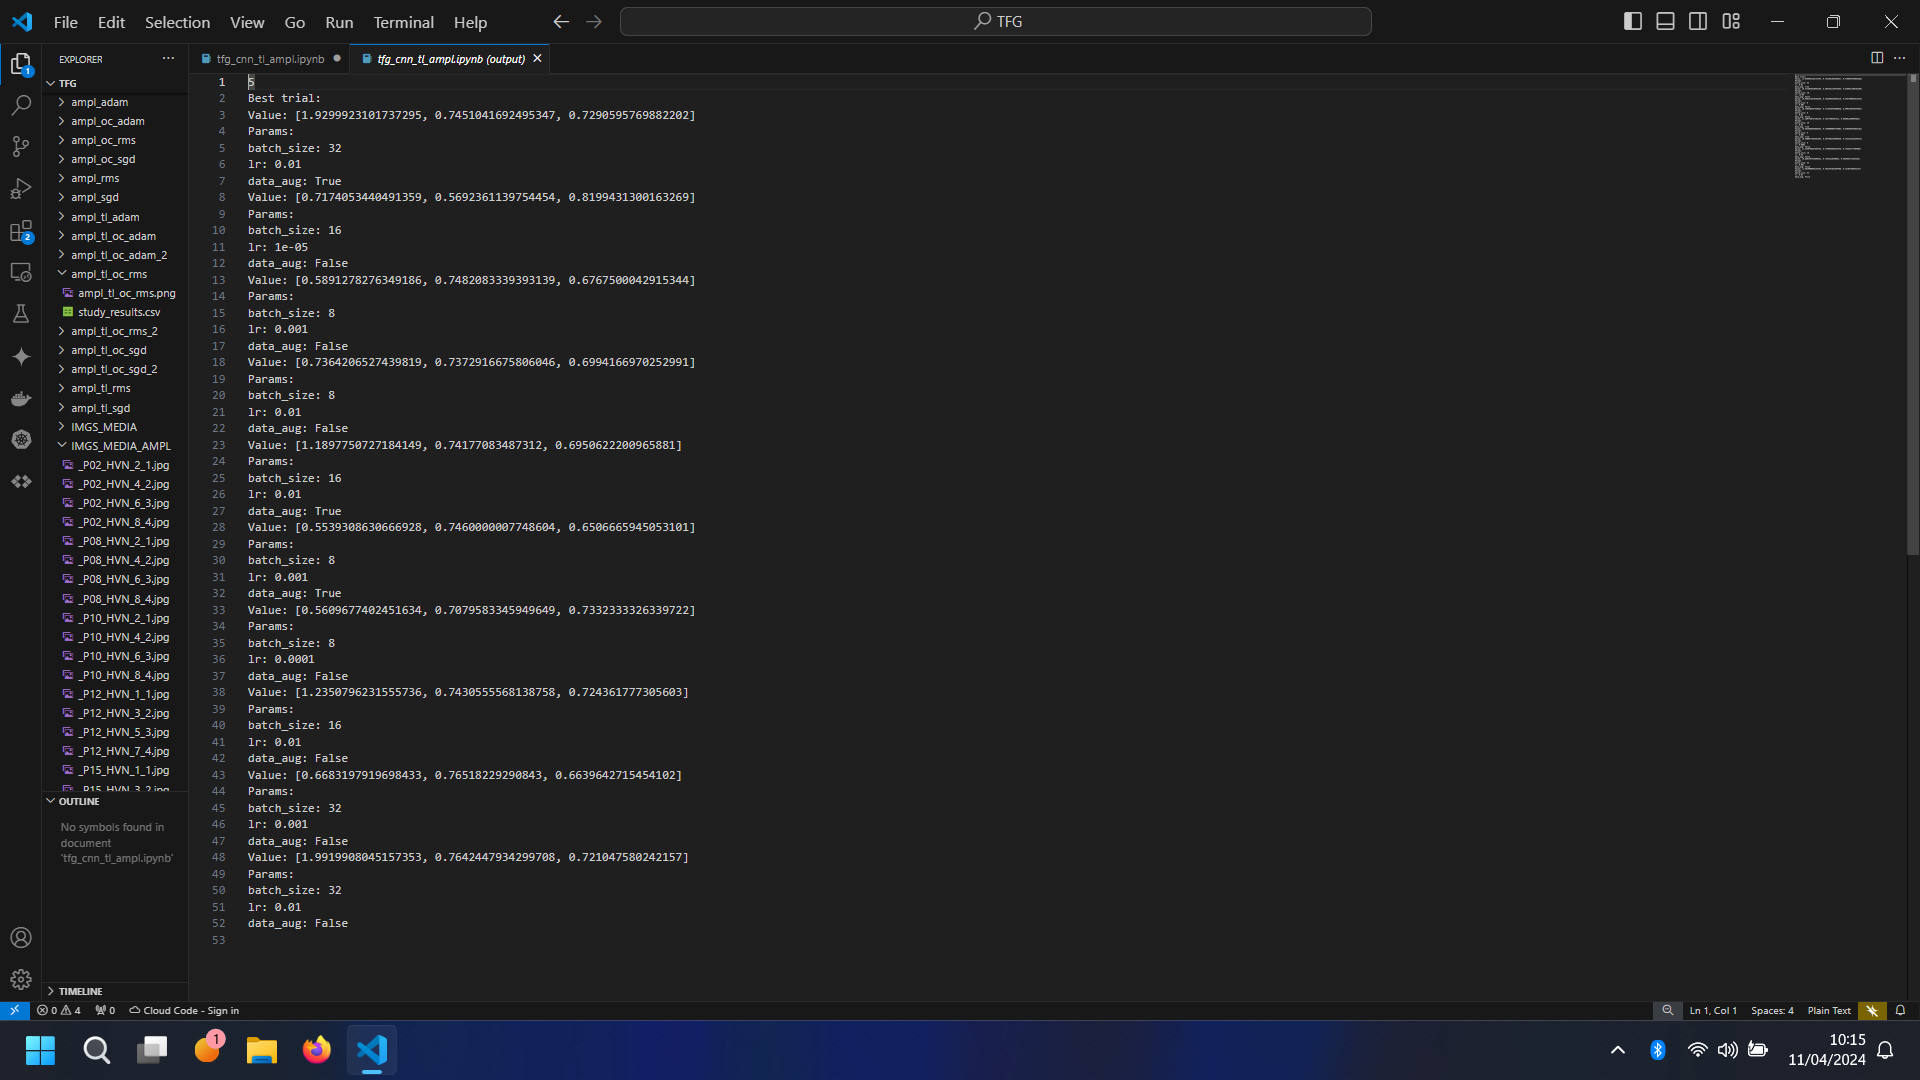 File Edit Selection View Go Run Terminal Help
TFG
EXPLORER
tfg_cnn_tl_ampl.ipynb
tfg_cnn_tl_ampl.ipynb (output)
TFG
ampl_adam
ampl_oc_adam
ampl_oc_rms
ampl_oc_sgd
ampl_rms
ampl_sgd
ampl_tl_adam
ampl_tl_oc_adam
ampl_tl_oc_adam_2
ampl_tl_oc_rms
ampl_tl_oc_rms.png
study_results.csv
ampl_tl_oc_rms_2
ampl_tl_oc_sgd
ampl_tl_oc_sgd_2
ampl_tl_rms
ampl_tl_sgd
IMGS_MEDIA
IMGS_MEDIA_AMPL
_P02_HVN_2_1.jpg
_P02_HVN_4_2.jpg
_P02_HVN_6_3.jpg
_P02_HVN_8_4.jpg
_P08_HVN_2_1.jpg
_P08_HVN_4_2.jpg
_P08_HVN_6_3.jpg
_P08_HVN_8_4.jpg
_P10_HVN_2_1.jpg
_P10_HVN_4_2.jpg
_P10_HVN_6_3.jpg
_P10_HVN_8_4.jpg
_P12_HVN_1_1.jpg
_P12_HVN_3_2.jpg
_P12_HVN_5_3.jpg
_P12_HVN_7_4.jpg
_P15_HVN_1_1.jpg
_P15_HVN_3_2.jpg
OUTLINE
No symbols found in
document
'tfg_cnn_tl_ampl.ipynb'
TIMELINE
1 5
2 Best trial:
3 Value: [1.9299923101737295, 0.7451041692495347, 0.7290595769882202]
4 Params:
5 batch_size: 32
6 lr: 0.01
7 data_aug: True
8 Value: [0.7174053440491359, 0.5692361139754454, 0.8199431300163269]
9 Params:
10 batch_size: 16
11 lr: 1e-05
12 data_aug: False
13 Value: [0.5891278276349186, 0.7482083339393139, 0.6767500042915344]
14 Params:
15 batch_size: 8
16 lr: 0.001
17 data_aug: False
18 Value: [0.7364206527439819, 0.7372916675806046, 0.6994166970252991]
19 Params:
20 batch_size: 8
21 lr: 0.01
22 data_aug: False
23 Value: [1.1897750727184149, 0.74177083487312, 0.6950622200965881]
24 Params:
25 batch_size: 16
26 lr: 0.01
27 data_aug: True
28 Value: [0.5539308630666928, 0.7460000007748604, 0.6506665945053101]
29 Params:
30 batch_size: 8
31 lr: 0.001
32 data_aug: True
33 Value: [0.5609677402451634, 0.7079583345949649, 0.7332333326339722]
34 Params:
35 batch_size: 8
36 lr: 0.0001
37 data_aug: False
38 Value: [1.2350796231555736, 0.7430555568138758, 0.724361777305603]
39 Params:
40 batch_size: 16
41 lr: 0.01
42 data_aug: False
43 Value: [0.6683197919698433, 0.76518229290843, 0.6639642715454102]
44 Params:
45 batch_size: 32
46 lr: 0.001
47 data_aug: False
48 Value: [1.9919908045157353, 0.7642447934299708, 0.721047580242157]
49 Params:
50 batch_size: 32
51 lr: 0.01
52 data_aug: False
53
1
2
0 4 0 Cloud Code - Sign in
Ln 1, Col 1 Spaces: 4 Plain Text
1
10:15
11/04/2024